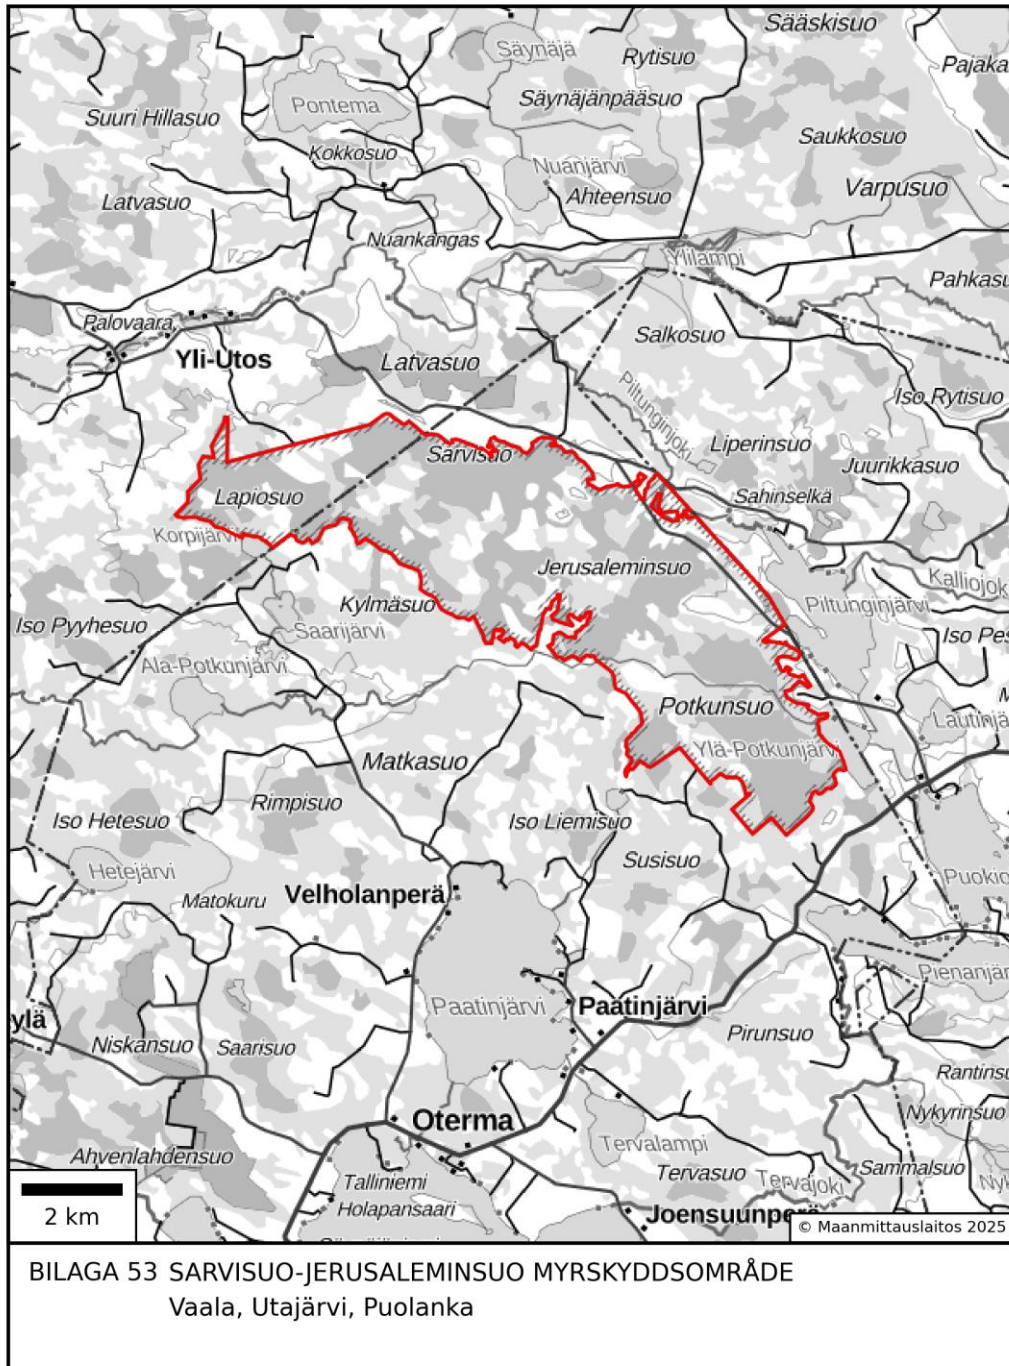 Sääskisuo
Säynäjä
Rytisuo
Pajaka
Pontema
Säynäjänpääsuo
Suuri Hillasuo
Saukkosuo
Kokkosuo
Nuanjärvi
Varpusuo
Latvasuo
Ahteensuo
Nuankangas
Ylilampi
Pahkasu
Palovaara
Salkosuo
Yli-Utos
Latvasuo
Piltunginjoki
Iso Rytisuo
Liperinsuo
Sarvisuo
Juurikkasuo
Lapiosuo
Sahinselkä
Korpijärvi
Jerusaleminsuo
Kalliojok
Kylmäsuo
Piltunginjärvi
Iso Pyyhesuo
Saarijärvi
Iso Pes
Ala-Potkunjärvi
M
Potkunsuo
Lautinjä
Ylä-Potkunjärvi
Matkasuo
Rimpisuo
Iso Hetesuo
Iso Liemisuo
Susisuo
Hetejärvi
Puokio
Velholanperä
Matokuru
Pienanjär
Paatinjärvi
Paatinjärvi
ylä
Pirunsuo
Niskansuo
Saarisuo
Rantinsu
Oterma
Nykyrinsuo
Tervalampi
Ahvenlahdensuo
Sammalsuo
Talliniemi
Tervasuo
Tervajoki
Nyk
Holapansaari
2 km
Joensuunperä
© Maanmittauslaitos 2025
BILAGA 53 SARVISUO-JERUSALEMINSUO MYRSKYDDSOMRÅDE
Vaala, Utajärvi, Puolanka